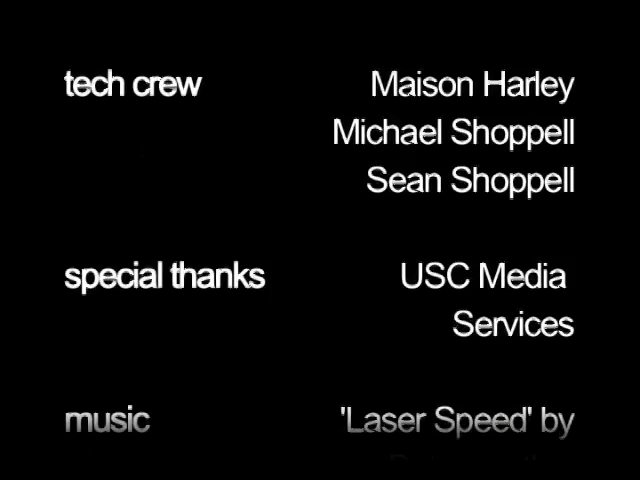 tech crew Maison Harley
Michael Shoppell
Sean Shoppell
special thanks USC Media
Services
music 'Laser Speed' by